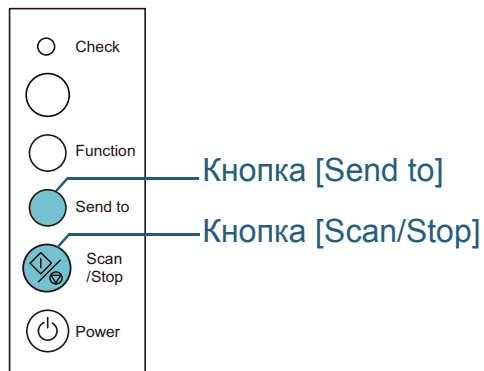 Check
Function
Кнопка [Send to]
Send to
Кнопка [Scan/Stop]
Scan
/Stop
Power